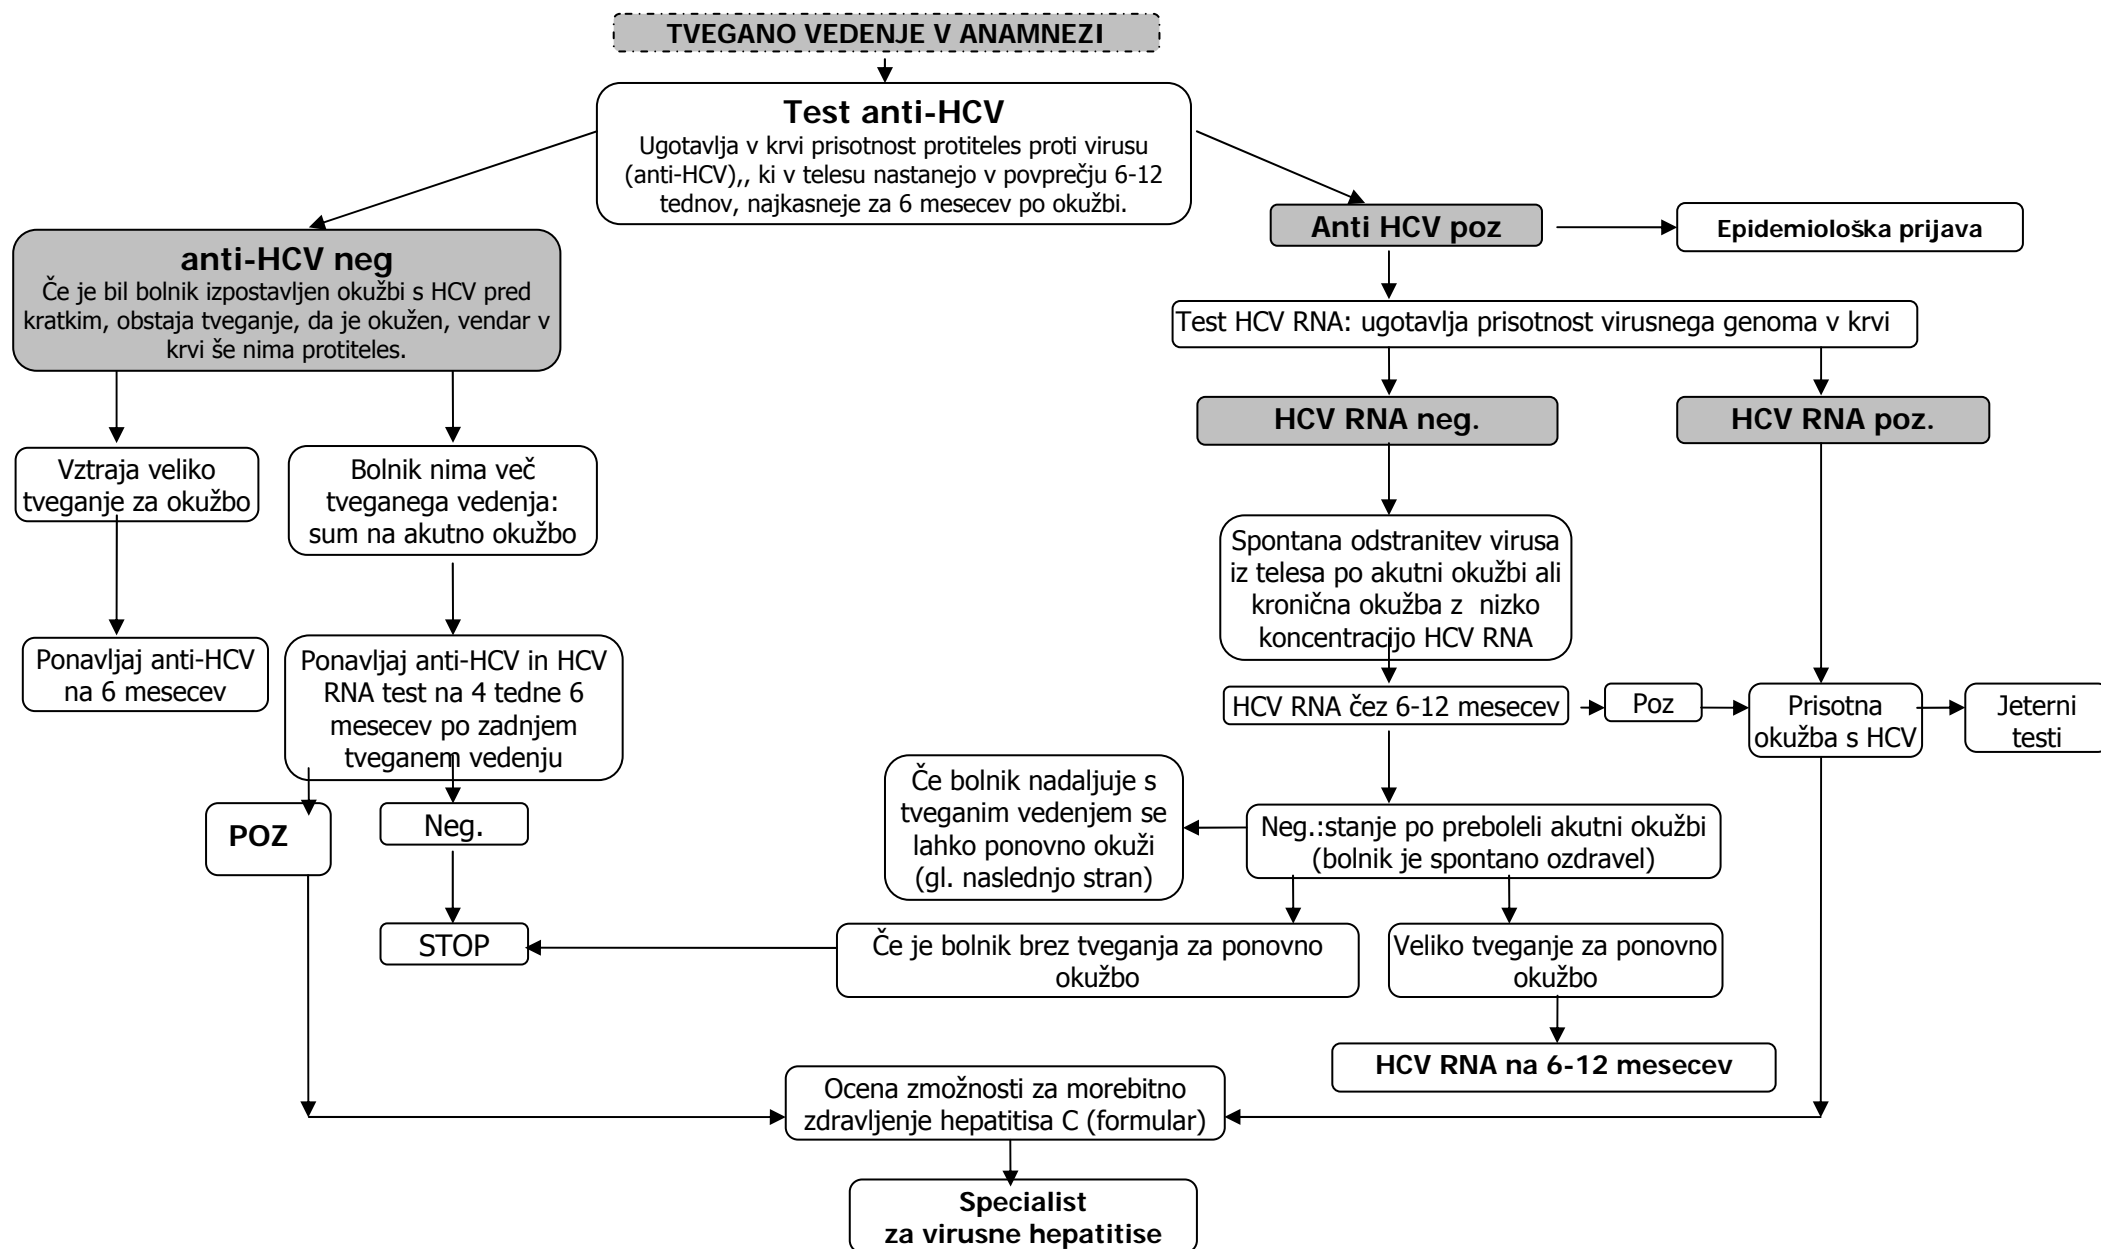 TVEGANO VEDENJE V ANAMNEZI
Test anti-HCV
Ugotavlja v krvi prisotnost protiteles proti virusu
(anti-HCV),, ki v telesu nastanejo v povprečju 6-12
tednov, najkasneje za 6 mesecev po okužbi.
anti-HCV neg
Če je bil bolnik izpostavljen okužbi s HCV pred
kratkim, obstaja tveganje, da je okužen, vendar v
krvi še nima protiteles.
Anti HCV poz
Epidemiološka prijava
Test HCV RNA: ugotavlja prisotnost virusnega genoma v krvi
HCV RNA neg.
HCV RNA poz.
Vztraja veliko
tveganje za okužbo
Bolnik nima več
tveganega vedenja:
sum na akutno okužbo
Spontana odstranitev virusa
iz telesa po akutni okužbi ali
kronična okužba z  nizko
koncentracijo HCV RNA
Ponavljaj anti-HCV
na 6 mesecev
Ponavljaj anti-HCV in HCV
RNA test na 4 tedne 6
mesecev po zadnjem
tveganem vedenju
HCV RNA čez 6-12 mesecev
Poz
Prisotna
okužba s HCV
Jeterni
testi
Če bolnik nadaljuje s
tveganim vedenjem se
lahko ponovno okuži
(gl. naslednjo stran)
POZ
Neg.
Neg.:stanje po preboleli akutni okužbi
(bolnik je spontano ozdravel)
STOP
Če je bolnik brez tveganja za ponovno
okužbo
Veliko tveganje za ponovno
okužbo
HCV RNA na 6-12 mesecev
Ocena zmožnosti za morebitno
zdravljenje hepatitisa C (formular)
Specialist
za virusne hepatitise